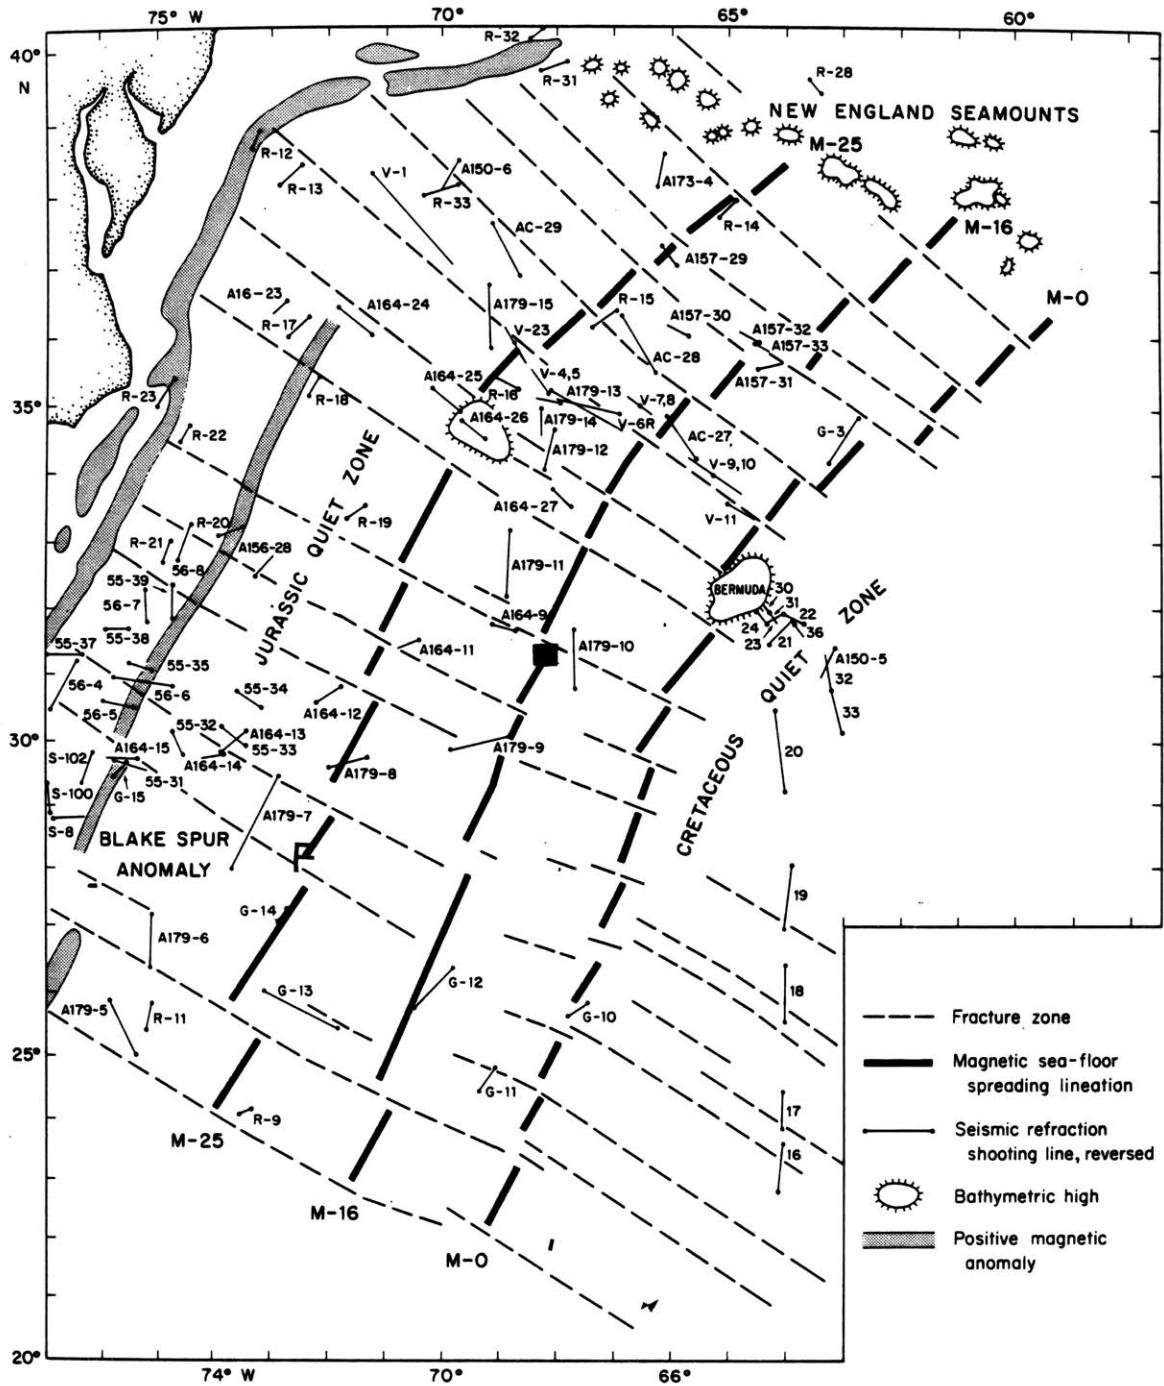 75° W 70° 65° 60°
40°
N
R-32
R-31
R-28
NEW ENGLAND SEAMOUNTS
M-25
R-12
R-13
V-1
A150-6
R-33
A173-4
R-14
M-16
AC-29
A157-29
M-0
A16-23
R-17
A164-24
A179-15
V-23
R-15
A157-30
A157-32
A157-33
AC-28
A157-31
A164-25
V-4,5
A179-13
R-16
R-18
R-23
35°
A164-26
A179-14
V-7,8
V-6R
G-3
R-22
A179-12
AC-27
V-9,10
JURASSIC QUIET ZONE
A164-27
V-11
R-19
R-20
R-21
A156-28
56-8
A179-11
55-39
56-7
BERMUDA
30
31
22
A164-9
24
36
23
21
55-38
55-37
A164-11
A179-10
CRETACEOUS QUIET ZONE
A150-5
32
33
55-35
56-4
56-6
55-34
56-5
A164-12
55-32
A164-13
30°
A164-15
55-33
A179-9
S-102
A164-14
20
A179-8
55-31
S-100
G-15
A179-7
S-8
BLAKE SPUR
ANOMALY
F
19
G-14
A179-6
G-12
18
G-13
A179-5
R-11
G-10
Fracture zone
25°
Magnetic sea-floor
spreading lineation
G-11
17
R-9
M-25
16
Seismic refraction
shooting line, reversed
M-16
Bathymetric high
M-0
Positive magnetic
anomaly
20°
74° W 70° 66°